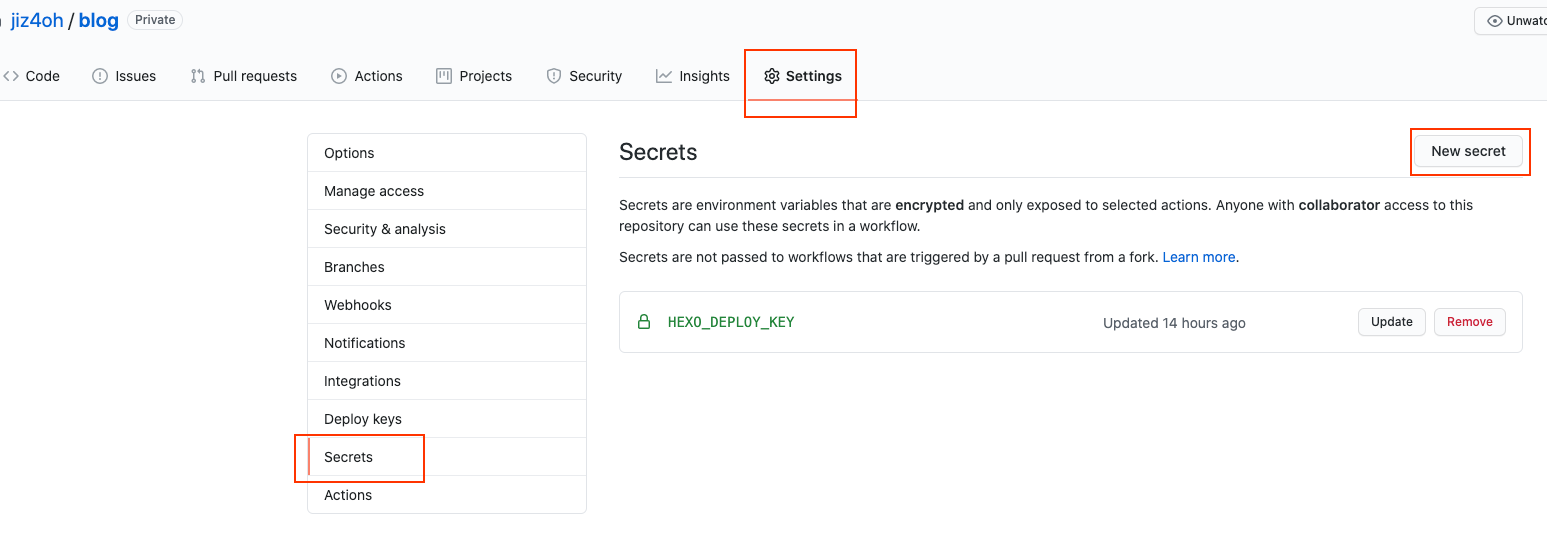 jiz4oh / blog Private
Unwatc
Code Issues Pull requests Actions Projects Security Insights Settings
Options
Manage access
Security & analysis
Branches
Webhooks
Notifications
Integrations
Deploy keys
Secrets
Actions
Secrets
New secret
Secrets are environment variables that are encrypted and only exposed to selected actions. Anyone with collaborator access to this
repository can use these secrets in a workflow.
Secrets are not passed to workflows that are triggered by a pull request from a fork. Learn more.
HEXO_DEPLOY_KEY Updated 14 hours ago Update Remove